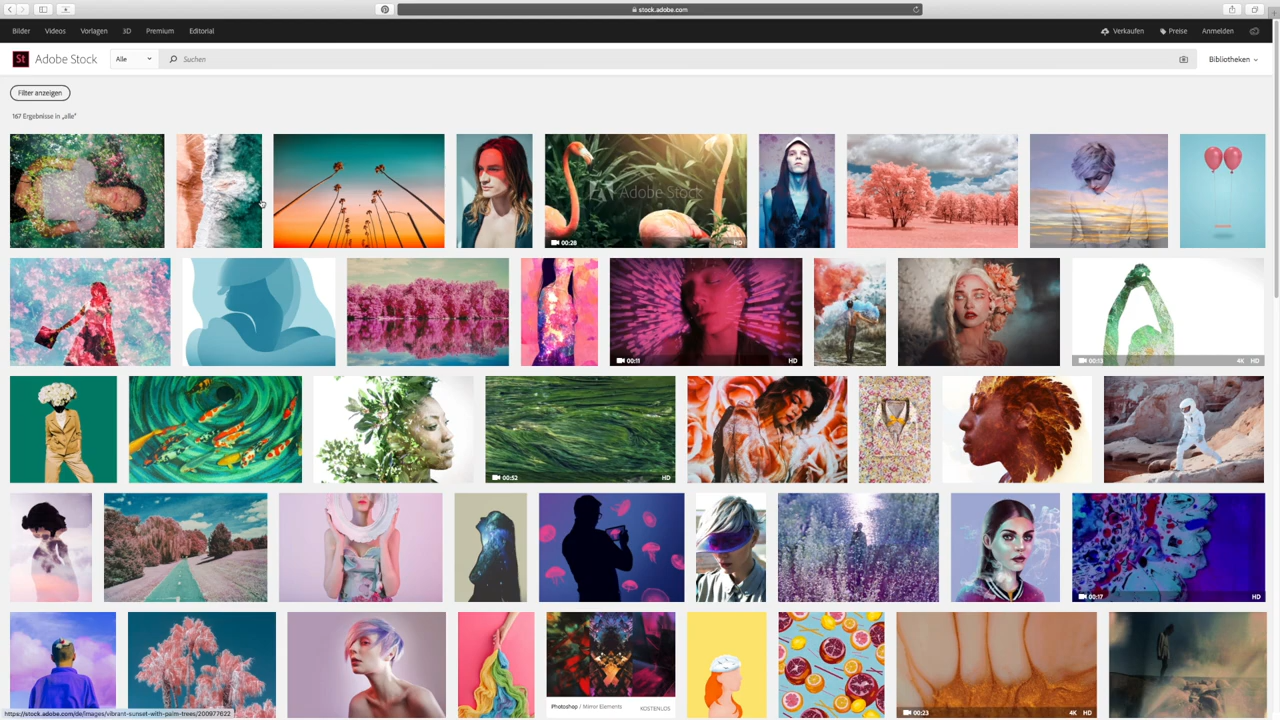 stock.adobe.com
Bilder Videos Vorlagen 3D Premium Editorial Verkaufen Preise Anmelden
St Adobe Stock Alle Suchen Bibliotheken
Filter anzeigen
167 Ergebnisse in „alle“
Adobe Stock
00:28 HD
00:11 HD
00:13 4K HD
00:52 HD
00:17 HD
Photoshop / Mirror Elements KOSTENLOS
00:23 4K HD
https://stock.adobe.com/de/images/vibrant-sunset-with-palm-trees/200977622